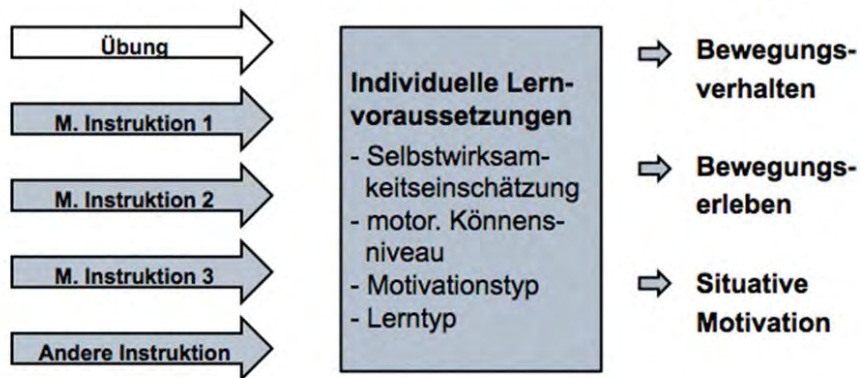 Übung
M. Instruktion 1
M. Instruktion 2
M. Instruktion 3
Andere Instruktion
Individuelle Lern-
voraussetzungen
- Selbstwirksam-
keitseinschätzung
- motor. Könnens-
niveau
- Motivationstyp
- Lerntyp
Bewegungs-
verhalten
Bewegungs-
erleben
Situative
Motivation